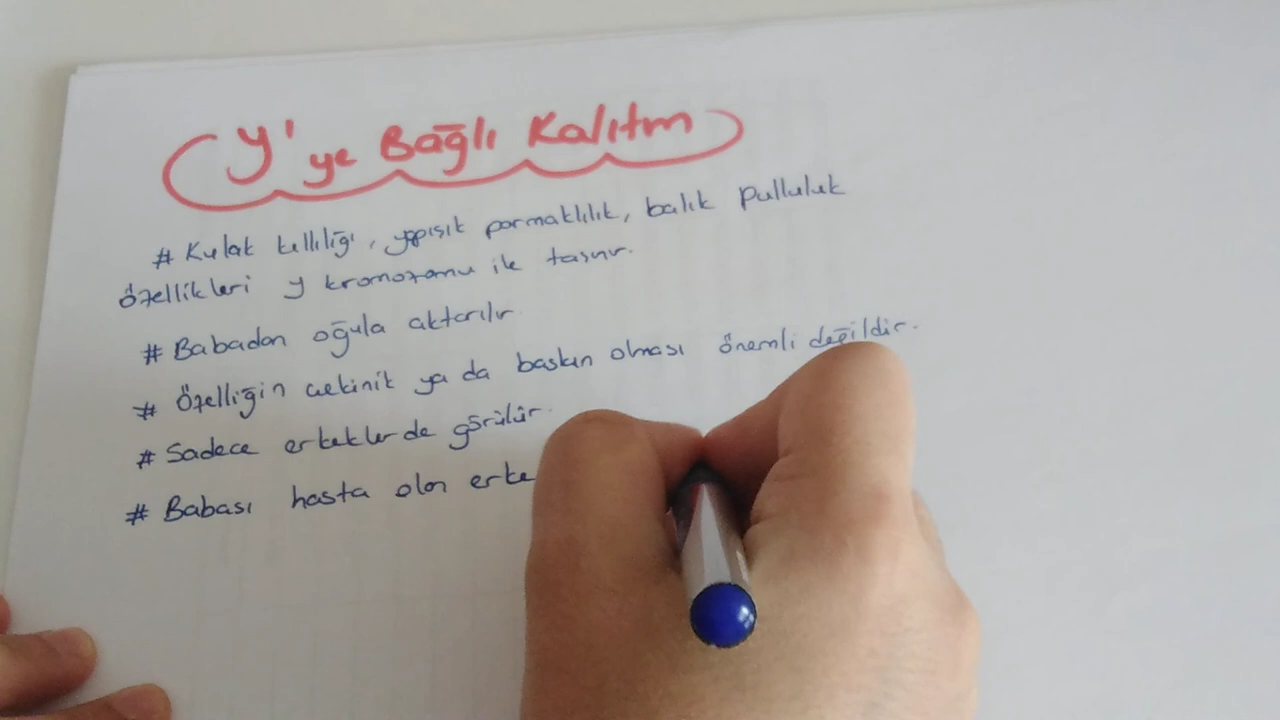 Y'ye Bağlı Kalıtım
# Kulak kıllılığı, yapışık parmaklılık, balık pulluluk
özellikleri y kromozomu ile taşınır.
# Babadan oğula aktarılır
# Özelliğin çekinik ya da baskın olması önemli değildir.
# Sadece erkeklerde görülür.
# Babası hasta olan erke